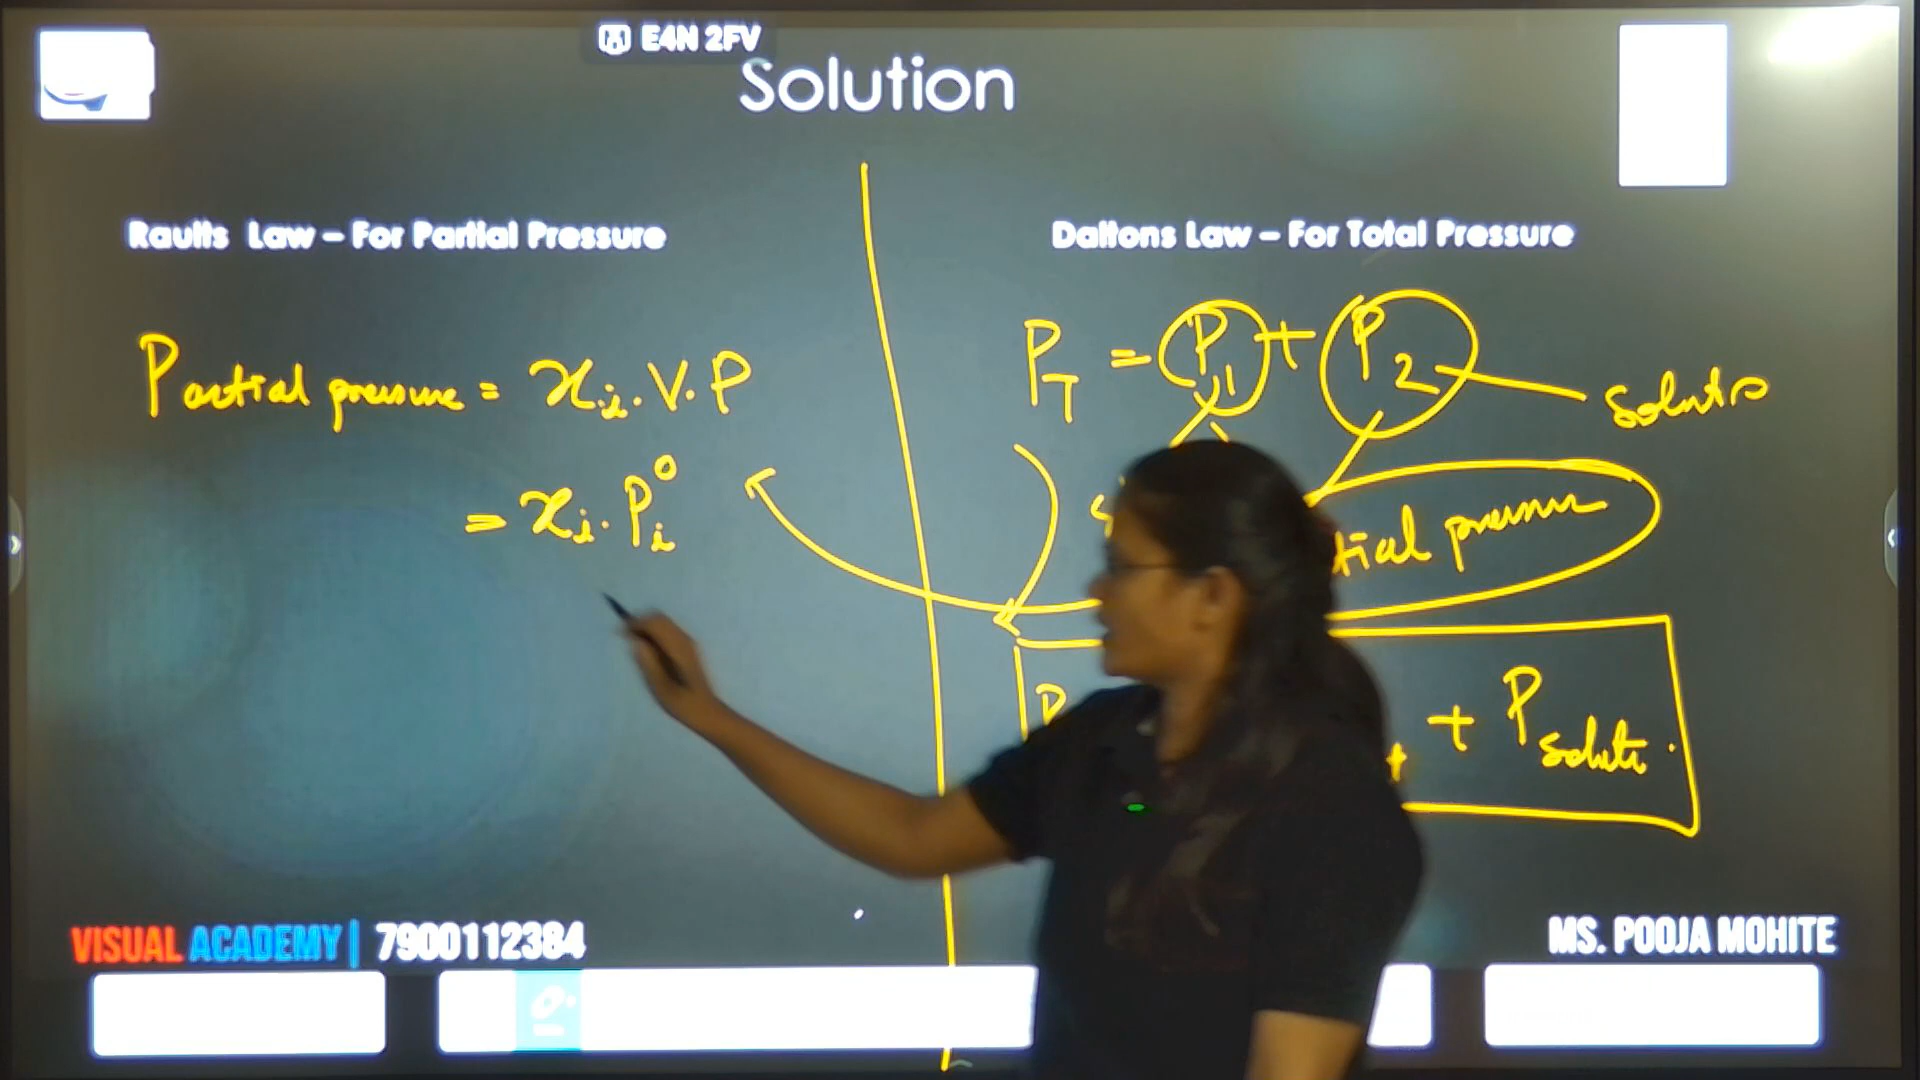 E4N 2FV
Solution
Raults Law – For Partial Pressure
Partial pressure = xi. V.P
= xi. Pi⁰
Daltons Law – For Total Pressure
PT = P1 + P2
solute
tial pressure
P + Psolute.
VISUAL ACADEMY | 7900112384
MS. POOJA MOHITE